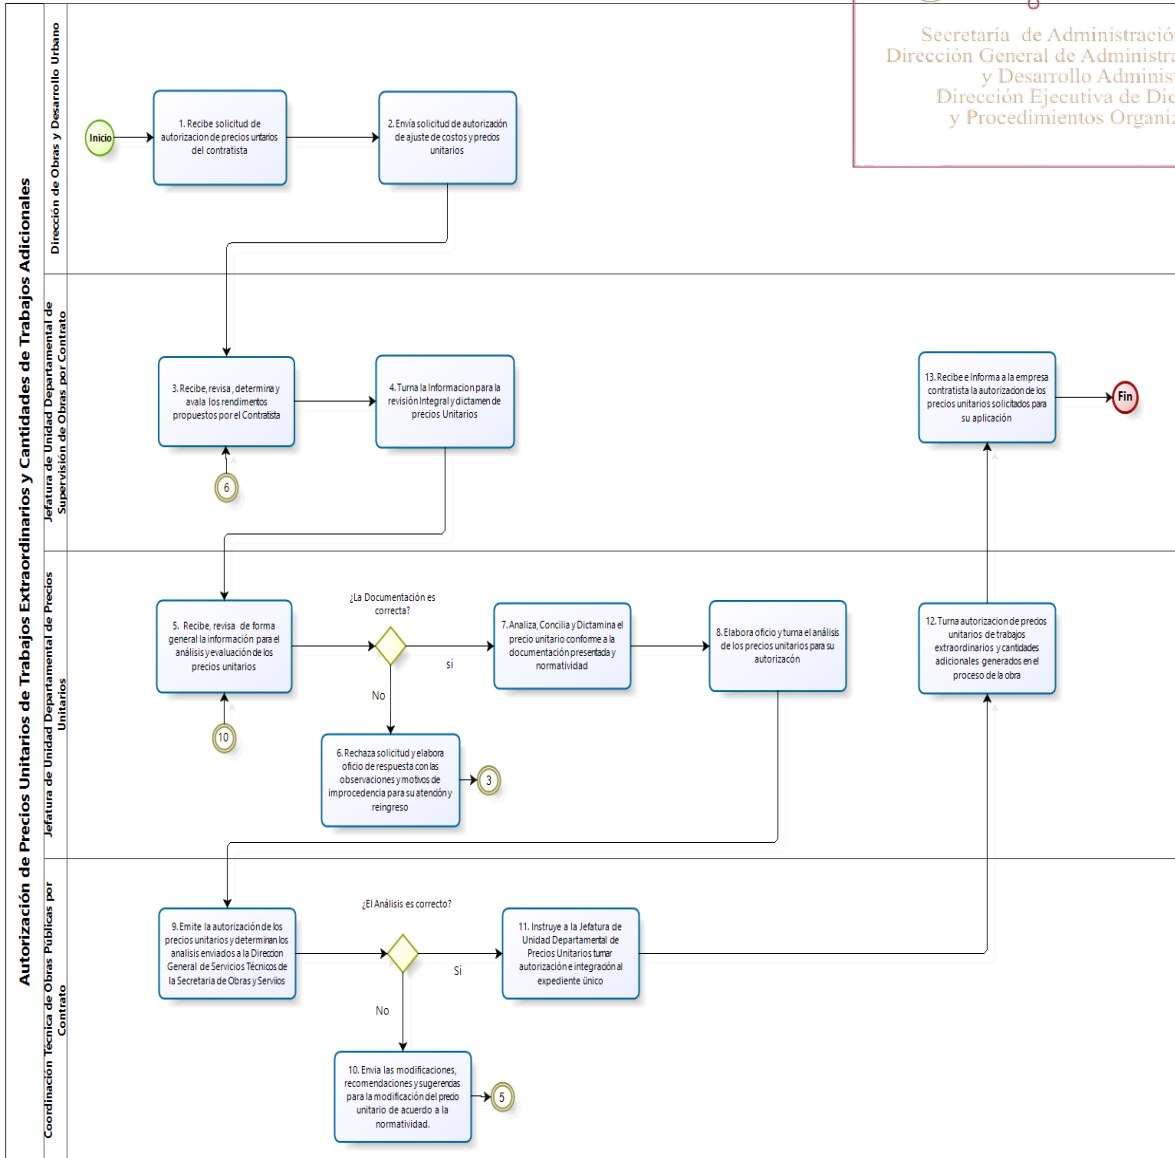 Secretaría de Administració
Dirección General de Administra
y Desarrollo Adminis
Dirección Ejecutiva de Dic
y Procedimientos Organiz
Autorización de Precios Unitarios de Trabajos Extraordinarios y Cantidades de Trabajos Adicionales
Dirección de Obras y Desarrollo Urbano
Inicio
1. Recibe solicitud de
autorizacion de precios untarios
del contratista
2. Envía solicitud de autorización
de ajuste de costos y precios
unitarios
Jefatura de Unidad Departamental de
Supervisión de Obras por Contrato
3. Recibe, revisa , determina y
avala los rendimentos
propuestos por el Contratista
4. Turna la Informacion para la
revisión Integral y dictamen de
precios Unitarios
13. Recibe e Informa a la empresa
contratista la autorizacion de los
precios unitarios solicitados para
su aplicación
Fin
6
Jefatura de Unidad Departamental de Precios
Unitarios
5. Recibe, revisa de forma
general la información para el
análisis y evaluación de los
precios unitarios
¿La Documentación es
correcta?
si
No
7. Analiza, Concilia y Dictamina el
precio unitario conforme a la
documentación presentada y
normatividad
8. Elabora oficio y turna el análisis
de los precios unitarios para su
autorizacón
12. Turna autorizacion de precios
unitarios de trabajos
extraordinarios y cantidades
adicionales generados en el
proceso de la obra
10
6. Rechaza solicitud y elabora
oficio de respuesta con las
observaciones y motivos de
improcedencia para su atendón y
reingreso
3
Coordinación Técnica de Obras Públicas por
Contrato
9. Emite la autorización de los
precios unitarios y determinan los
analisis enviados a la Direccion
General de Servicios Técnicos de
la Secretaria de Obras y Serviios
¿El Análisis es correcto?
Si
No
11. Instruye a la Jefatura de
Unidad Departamental de
Precios Unitarios turnar
autorización e integración al
expediente único
10. Envia las modificaciones,
recomendaciones y sugerencias
para la modificación del precio
unitario de acuerdo a la
normatividad.
5